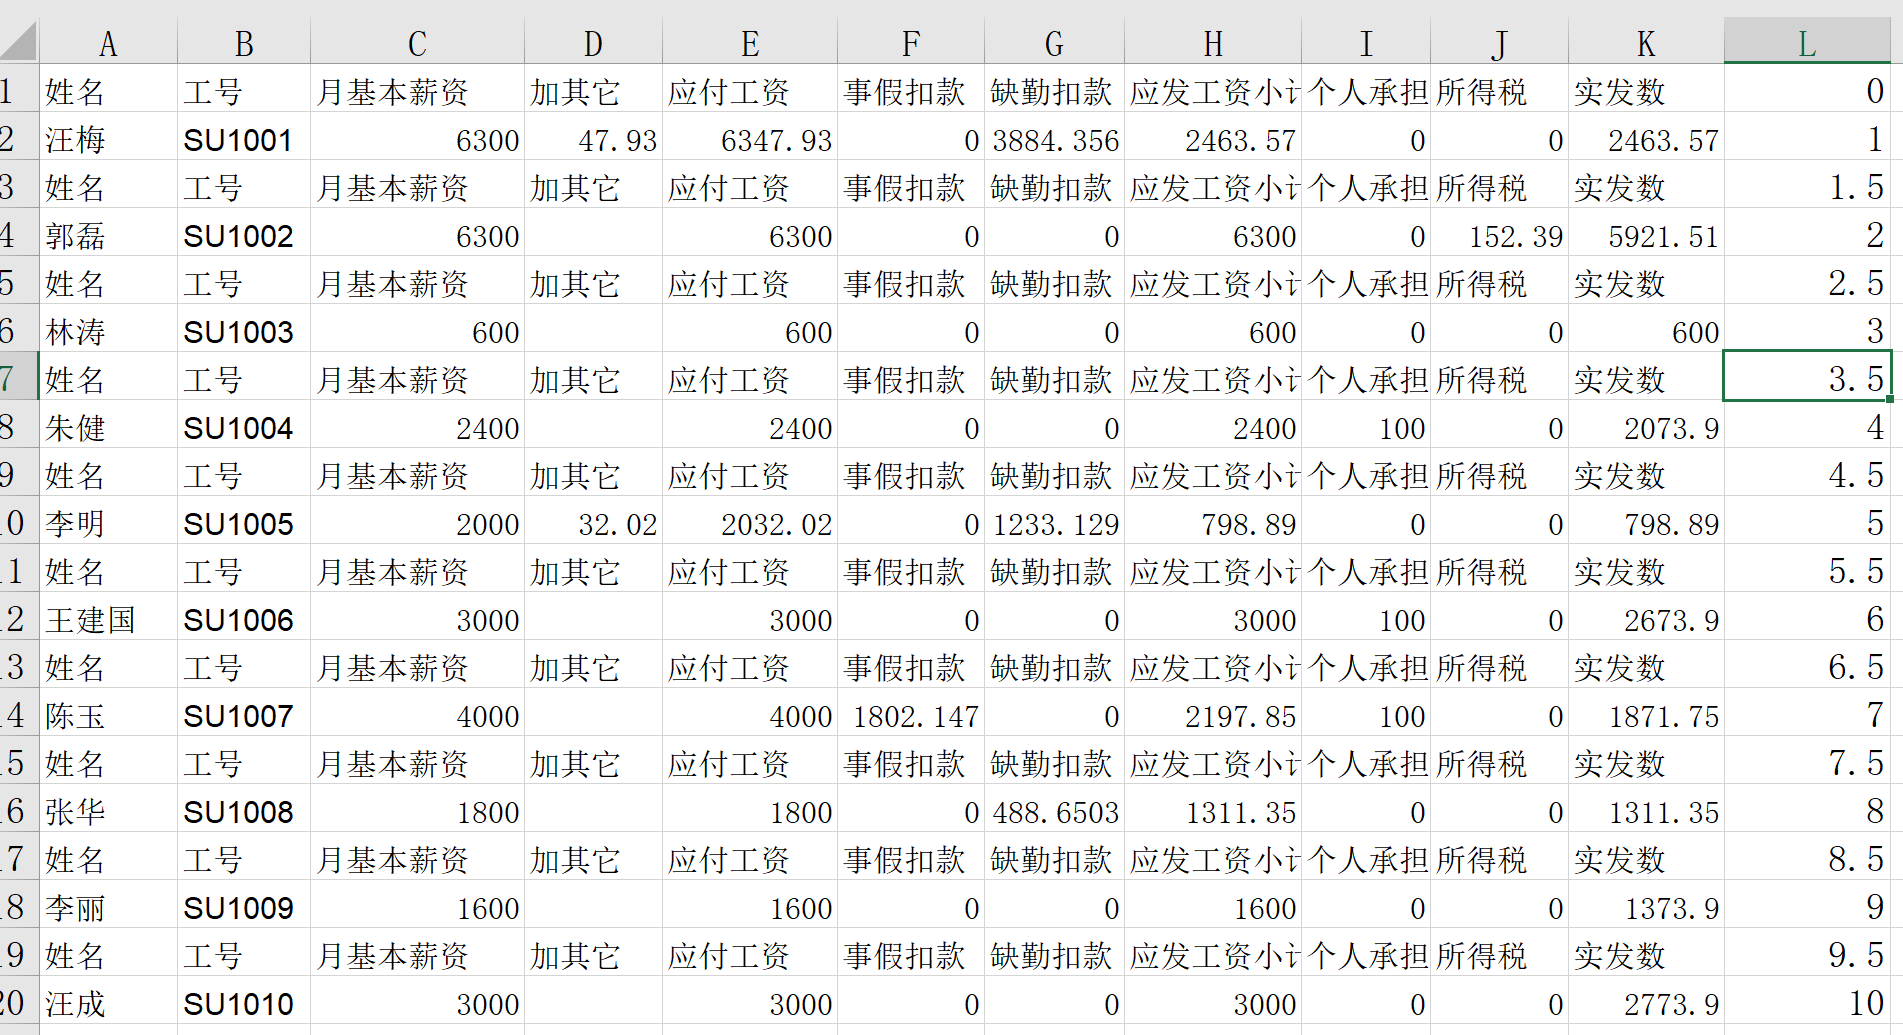 A B C D E F G H I J K L
1 姓名 工号 月基本薪资 加其它 应付工资 事假扣款 缺勤扣款 应发工资小 个人承担 所得税 实发数 0
2 汪梅 SU1001 6300 47.93 6347.93 0 3884.356 2463.57 0 0 2463.57 1
3 姓名 工号 月基本薪资 加其它 应付工资 事假扣款 缺勤扣款 应发工资小 个人承担 所得税 实发数 1.5
4 郭磊 SU1002 6300 6300 0 0 6300 0 152.39 5921.51 2
5 姓名 工号 月基本薪资 加其它 应付工资 事假扣款 缺勤扣款 应发工资小 个人承担 所得税 实发数 2.5
6 林涛 SU1003 600 600 0 0 600 0 0 600 3
7 姓名 工号 月基本薪资 加其它 应付工资 事假扣款 缺勤扣款 应发工资小 个人承担 所得税 实发数 3.5
8 朱健 SU1004 2400 2400 0 0 2400 100 0 2073.9 4
9 姓名 工号 月基本薪资 加其它 应付工资 事假扣款 缺勤扣款 应发工资小 个人承担 所得税 实发数 4.5
10 李明 SU1005 2000 32.02 2032.02 0 1233.129 798.89 0 0 798.89 5
11 姓名 工号 月基本薪资 加其它 应付工资 事假扣款 缺勤扣款 应发工资小 个人承担 所得税 实发数 5.5
12 王建国 SU1006 3000 3000 0 0 3000 100 0 2673.9 6
13 姓名 工号 月基本薪资 加其它 应付工资 事假扣款 缺勤扣款 应发工资小 个人承担 所得税 实发数 6.5
14 陈玉 SU1007 4000 4000 1802.147 0 2197.85 100 0 1871.75 7
15 姓名 工号 月基本薪资 加其它 应付工资 事假扣款 缺勤扣款 应发工资小 个人承担 所得税 实发数 7.5
16 张华 SU1008 1800 1800 0 488.6503 1311.35 0 0 1311.35 8
17 姓名 工号 月基本薪资 加其它 应付工资 事假扣款 缺勤扣款 应发工资小 个人承担 所得税 实发数 8.5
18 李丽 SU1009 1600 1600 0 0 1600 0 0 1373.9 9
19 姓名 工号 月基本薪资 加其它 应付工资 事假扣款 缺勤扣款 应发工资小 个人承担 所得税 实发数 9.5
20 汪成 SU1010 3000 3000 0 0 3000 0 0 2773.9 10